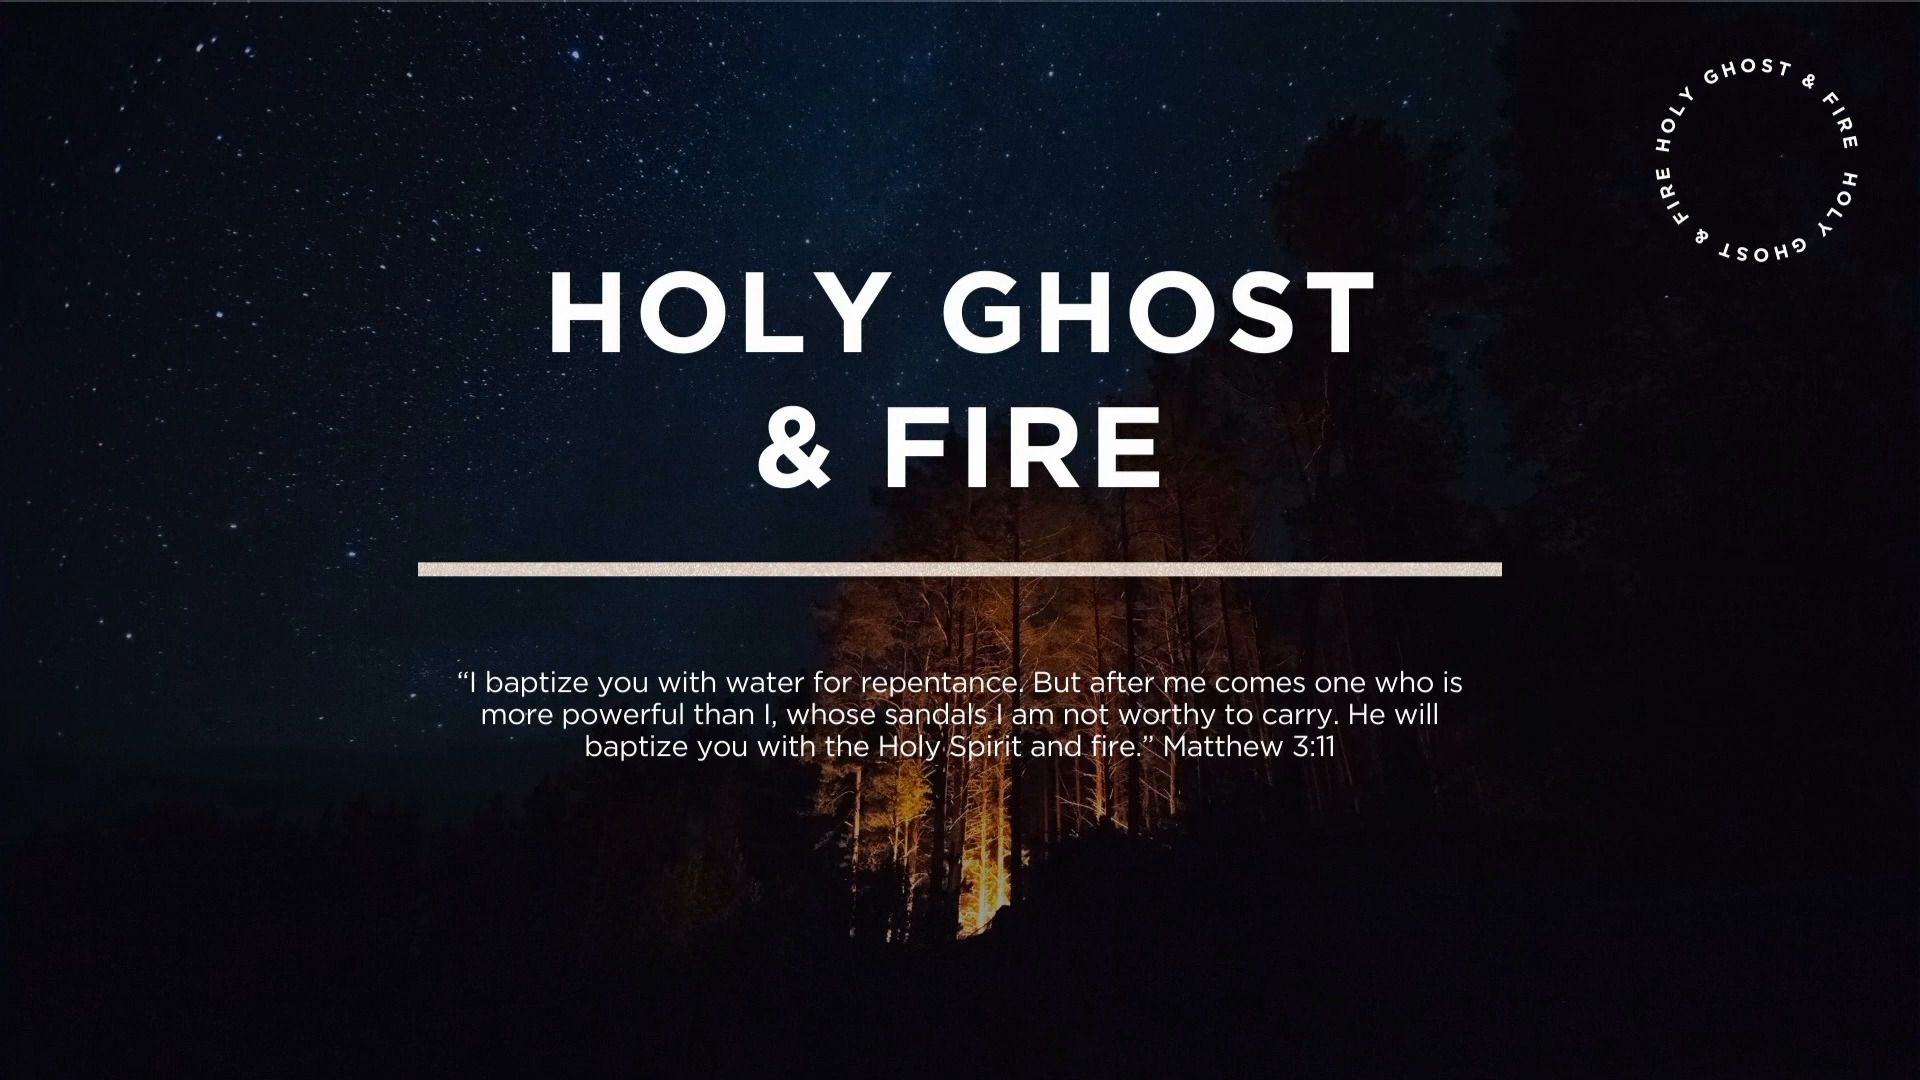 HOLY GHOST & FIRE HOLY GHOST & FIRE
HOLY GHOST
& FIRE
“I baptize you with water for repentance. But after me comes one who is
more powerful than I, whose sandals I am not worthy to carry. He will
baptize you with the Holy Spirit and fire.” Matthew 3:11